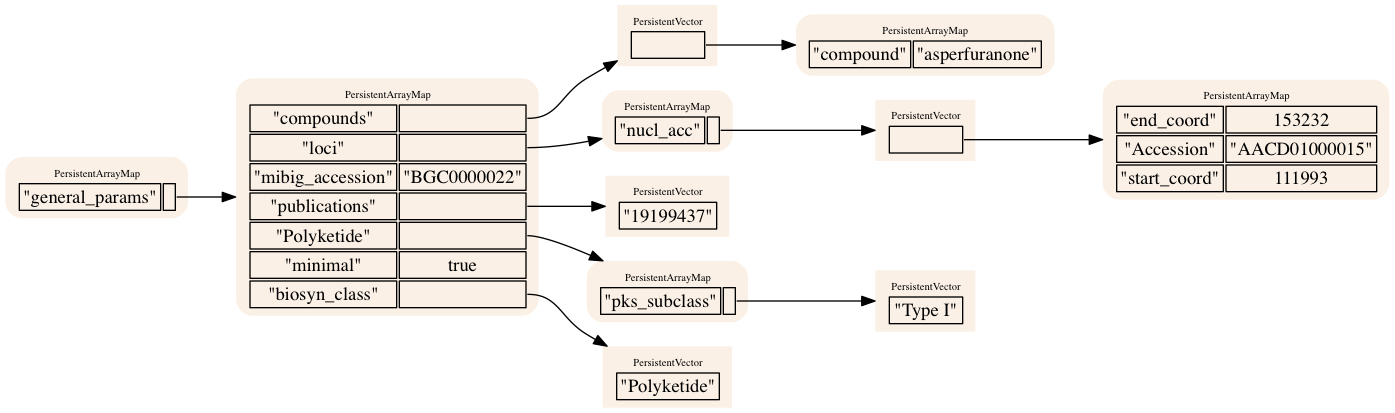 PersistentArrayMap
"general_params"
PersistentArrayMap
"compounds"
"loci"
"mibig_accession" "BGC0000022"
"publications"
"Polyketide"
"minimal" true
"biosyn_class"
PersistentVector
PersistentArrayMap
"compound" "asperfuranone"
PersistentArrayMap
"nucl_acc"
PersistentVector
PersistentArrayMap
"end_coord" 153232
"Accession" "AACD01000015"
"start_coord" 111993
PersistentVector
"19199437"
PersistentArrayMap
"pks_subclass"
PersistentVector
"Type I"
PersistentVector
"Polyketide"